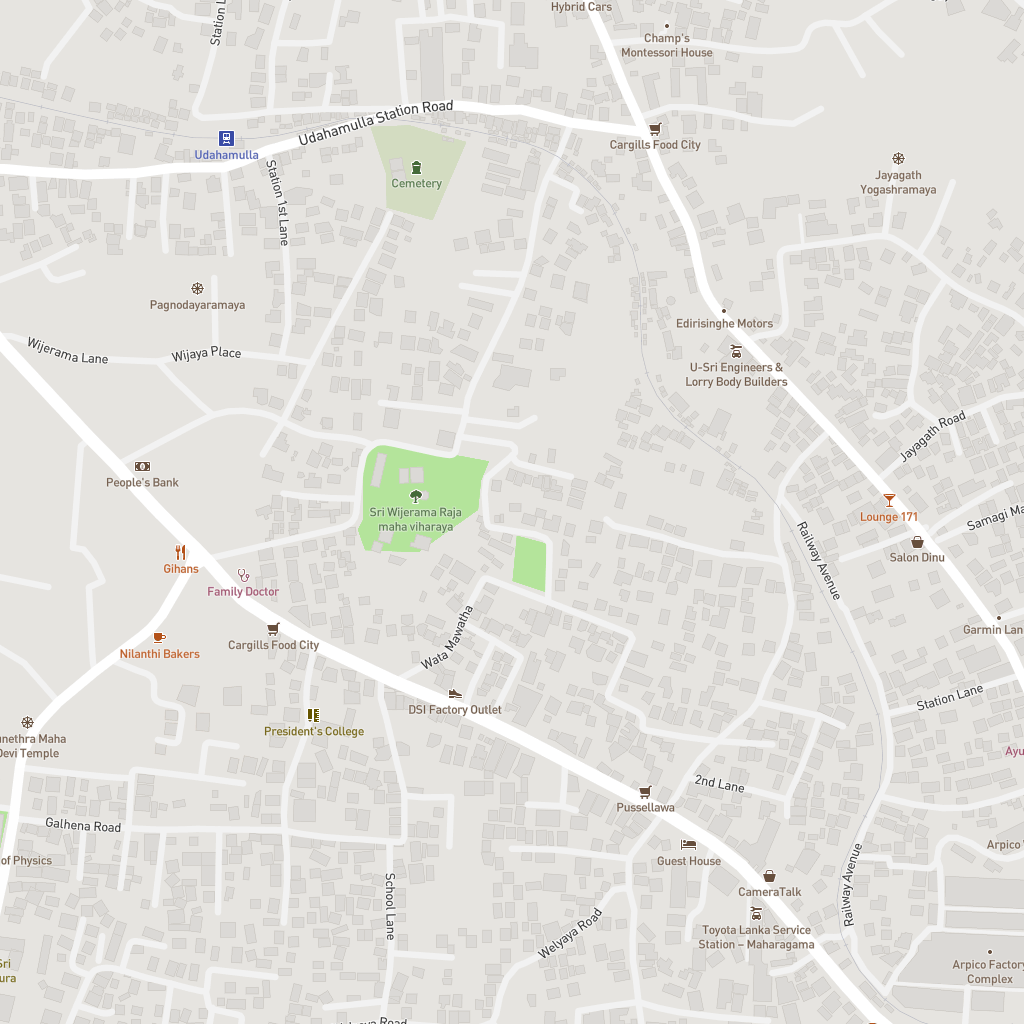 Hybrid Cars
Station L
Champ's
Montessori House
Udahamulla Station Road
Cargills Food City
Udahamulla
Cemetery
Station 1st Lane
Jayagath
Yogashramaya
Pagnodayaramaya
Edirisinghe Motors
Wijerama Lane
Wijaya Place
U-Sri Engineers &
Lorry Body Builders
Jayagath Road
People's Bank
Sri Wijerama Raja
maha viharaya
Lounge 171
Samagi Ma
Railway Avenue
Salon Dinu
Gihans
Family Doctor
Wata Mawatha
Garmin Lan
Cargills Food City
Nilanthi Bakers
Station Lane
DSI Factory Outlet
President's College
unethra Maha
Devi Temple
Ayu
2nd Lane
Pussellawa
Galhena Road
Arpico
of Physics
Guest House
Railway Avenue
CameraTalk
School Lane
Welyaya Road
Toyota Lanka Service
Station – Maharagama
Sri
ura
Arpico Factory
Complex
Road